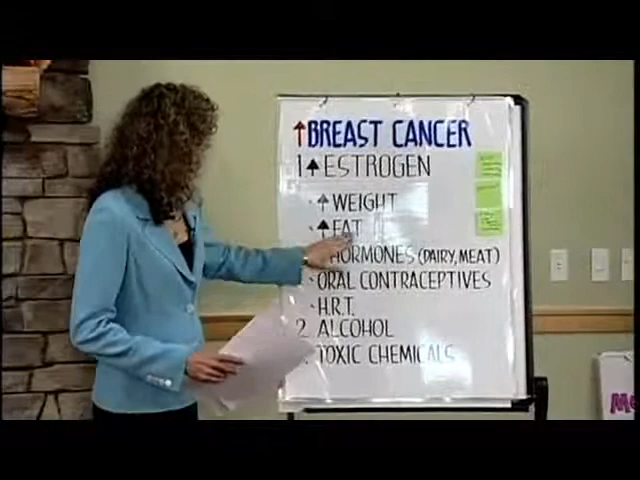 ↑BREAST CANCER
1↑ESTROGEN
·↑WEIGHT
·↑FAT
HORMONES (DAIRY, MEAT)
·ORAL CONTRACEPTIVES
·H.R.T.
2 ALCOHOL
TOXIC CHEMICALS